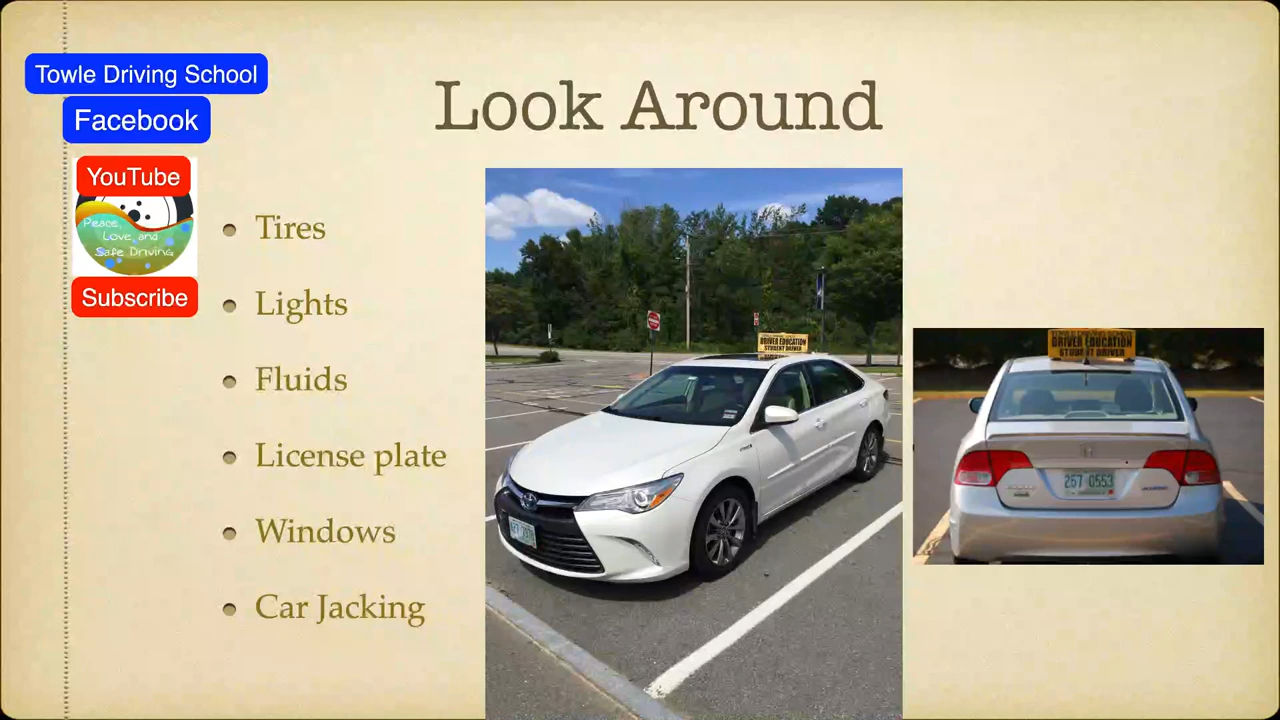 Towle Driving School
Facebook
YouTube
Peace,
Love, and
Safe Driving
Subscribe
Look Around
Tires
Lights
Fluids
License plate
Windows
Car Jacking
DRIVER EDUCATION
STUDENT DRIVER
DRIVER EDUCATION
STUDENT DRIVER
267 0553